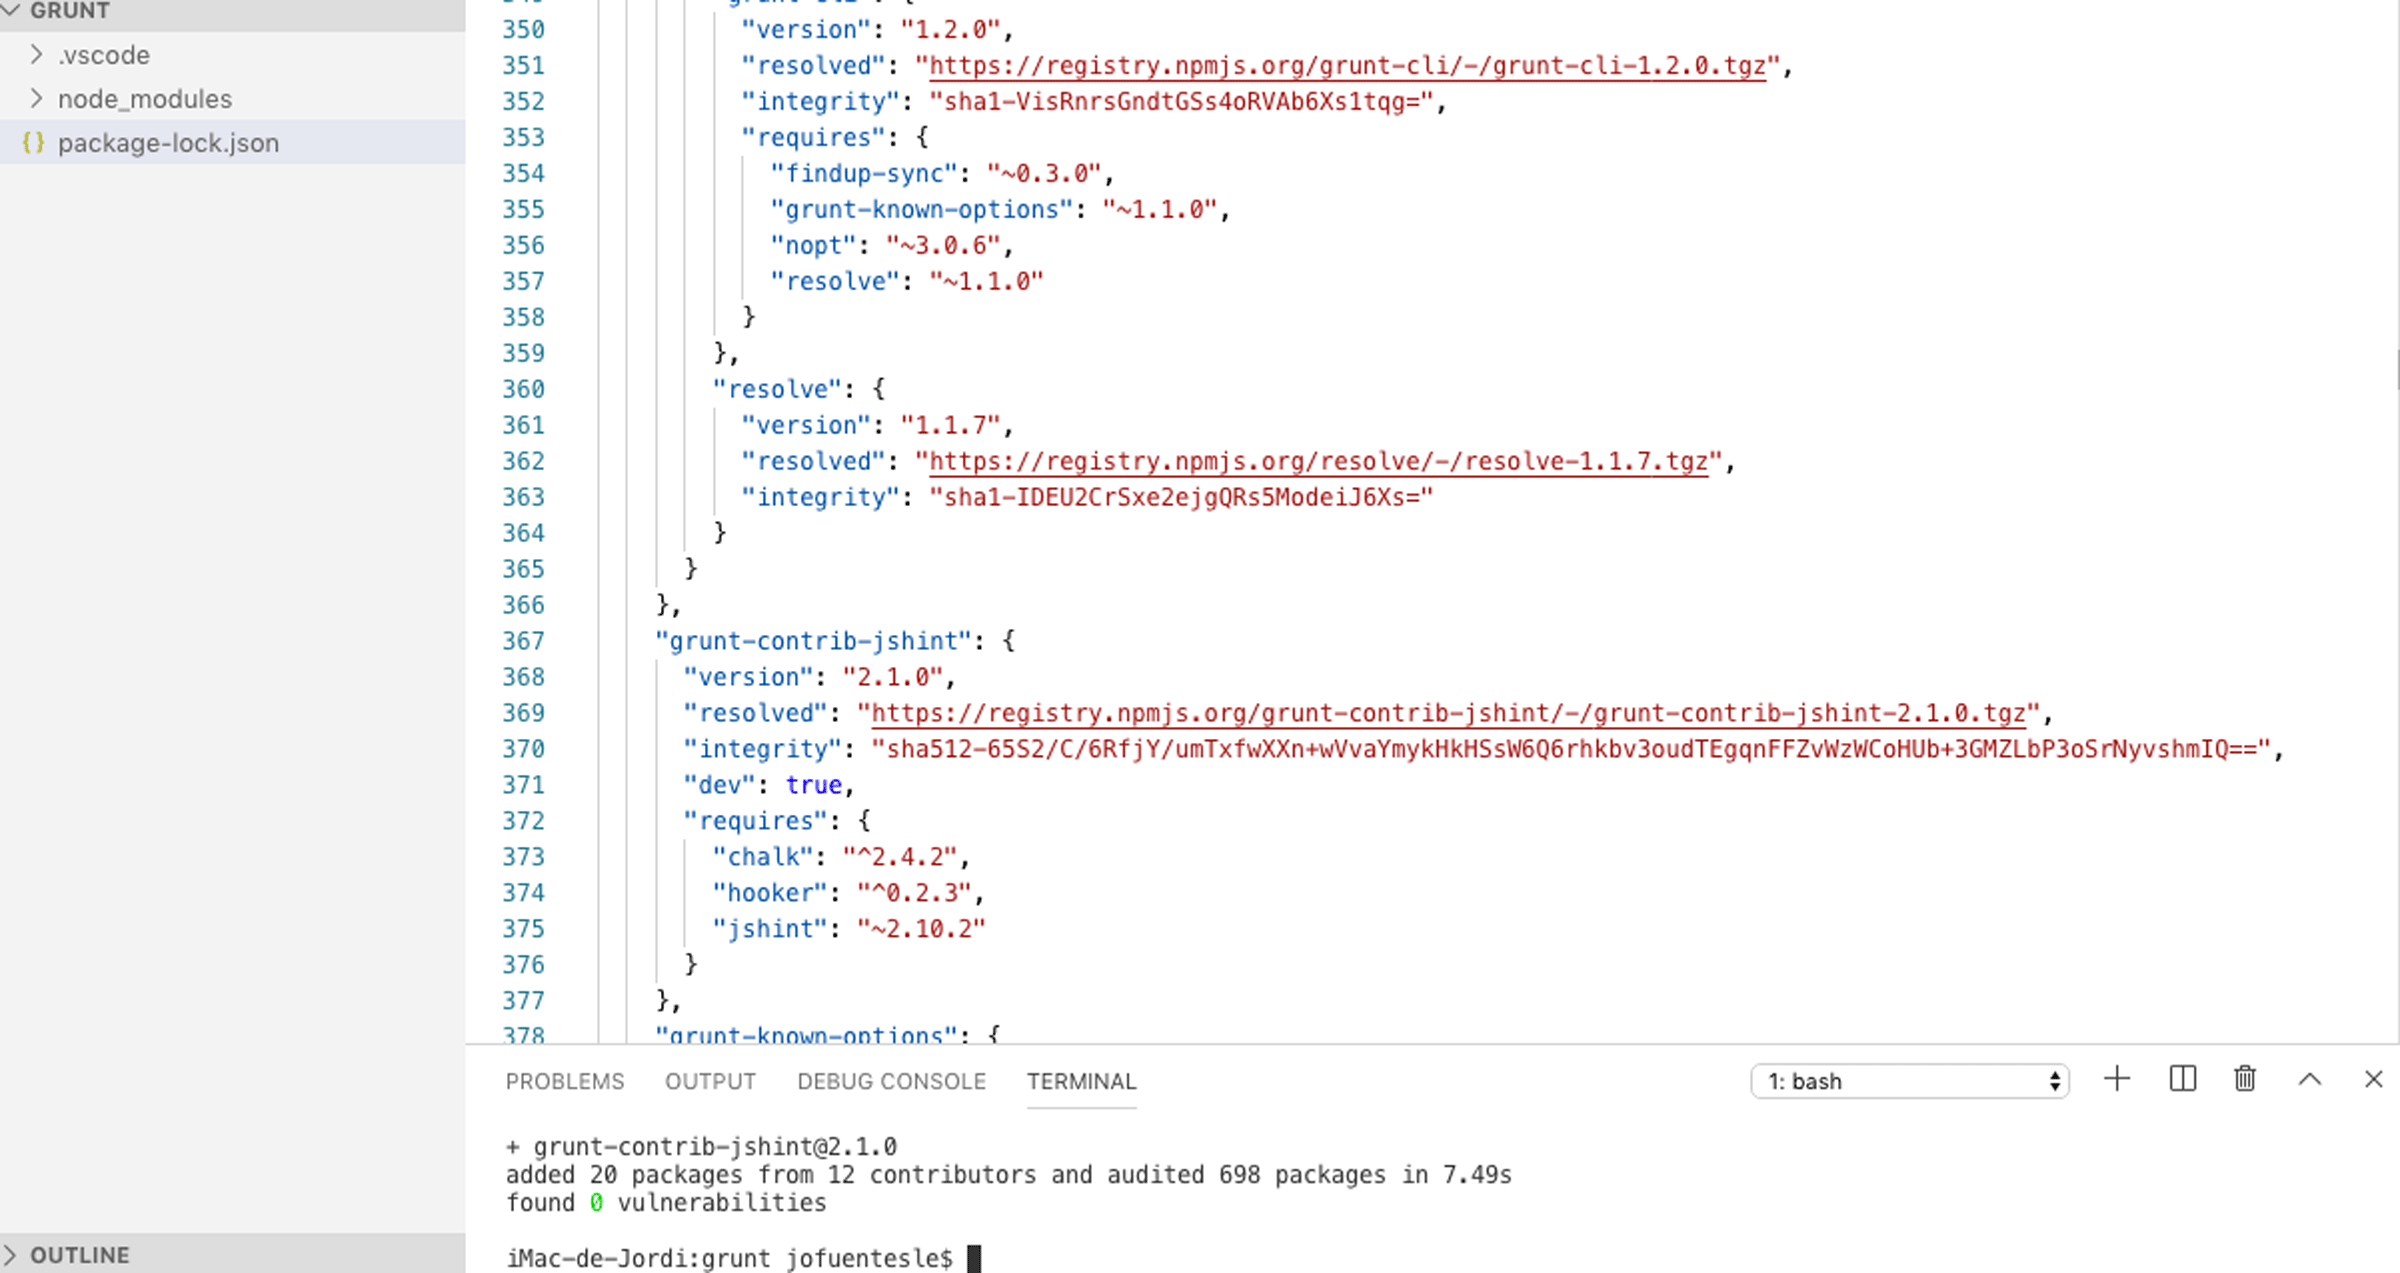 GRUNT
.vscode
node_modules
{} package-lock.json
OUTLINE
350 "version": "1.2.0",
351 "resolved": "https://registry.npmjs.org/grunt-cli/-/grunt-cli-1.2.0.tgz",
352 "integrity": "sha1-VisRnrsGndtGSs4oRVAb6Xs1tqg=",
353 "requires": {
354 "findup-sync": "~0.3.0",
355 "grunt-known-options": "~1.1.0",
356 "nopt": "~3.0.6",
357 "resolve": "~1.1.0"
358 }
359 },
360 "resolve": {
361 "version": "1.1.7",
362 "resolved": "https://registry.npmjs.org/resolve/-/resolve-1.1.7.tgz",
363 "integrity": "sha1-IDEU2CrSxe2ejgQRs5ModeiJ6Xs="
364 }
365 }
366 },
367 "grunt-contrib-jshint": {
368 "version": "2.1.0",
369 "resolved": "https://registry.npmjs.org/grunt-contrib-jshint/-/grunt-contrib-jshint-2.1.0.tgz",
370 "integrity": "sha512-65S2/C/6RfjY/umTxfwXXn+wVvaYmykHkHSsW6Q6rhkbv3oudTEgqnFFZvWzWCoHUb+3GMZLbP3oSrNyvshmIQ==",
371 "dev": true,
372 "requires": {
373 "chalk": "^2.4.2",
374 "hooker": "^0.2.3",
375 "jshint": "~2.10.2"
376 }
377 },
378 "grunt-known-options": {
PROBLEMS OUTPUT DEBUG CONSOLE TERMINAL 1: bash
+ grunt-contrib-jshint@2.1.0
added 20 packages from 12 contributors and audited 698 packages in 7.49s
found 0 vulnerabilities
iMac-de-Jordi:grunt jofuentesle$